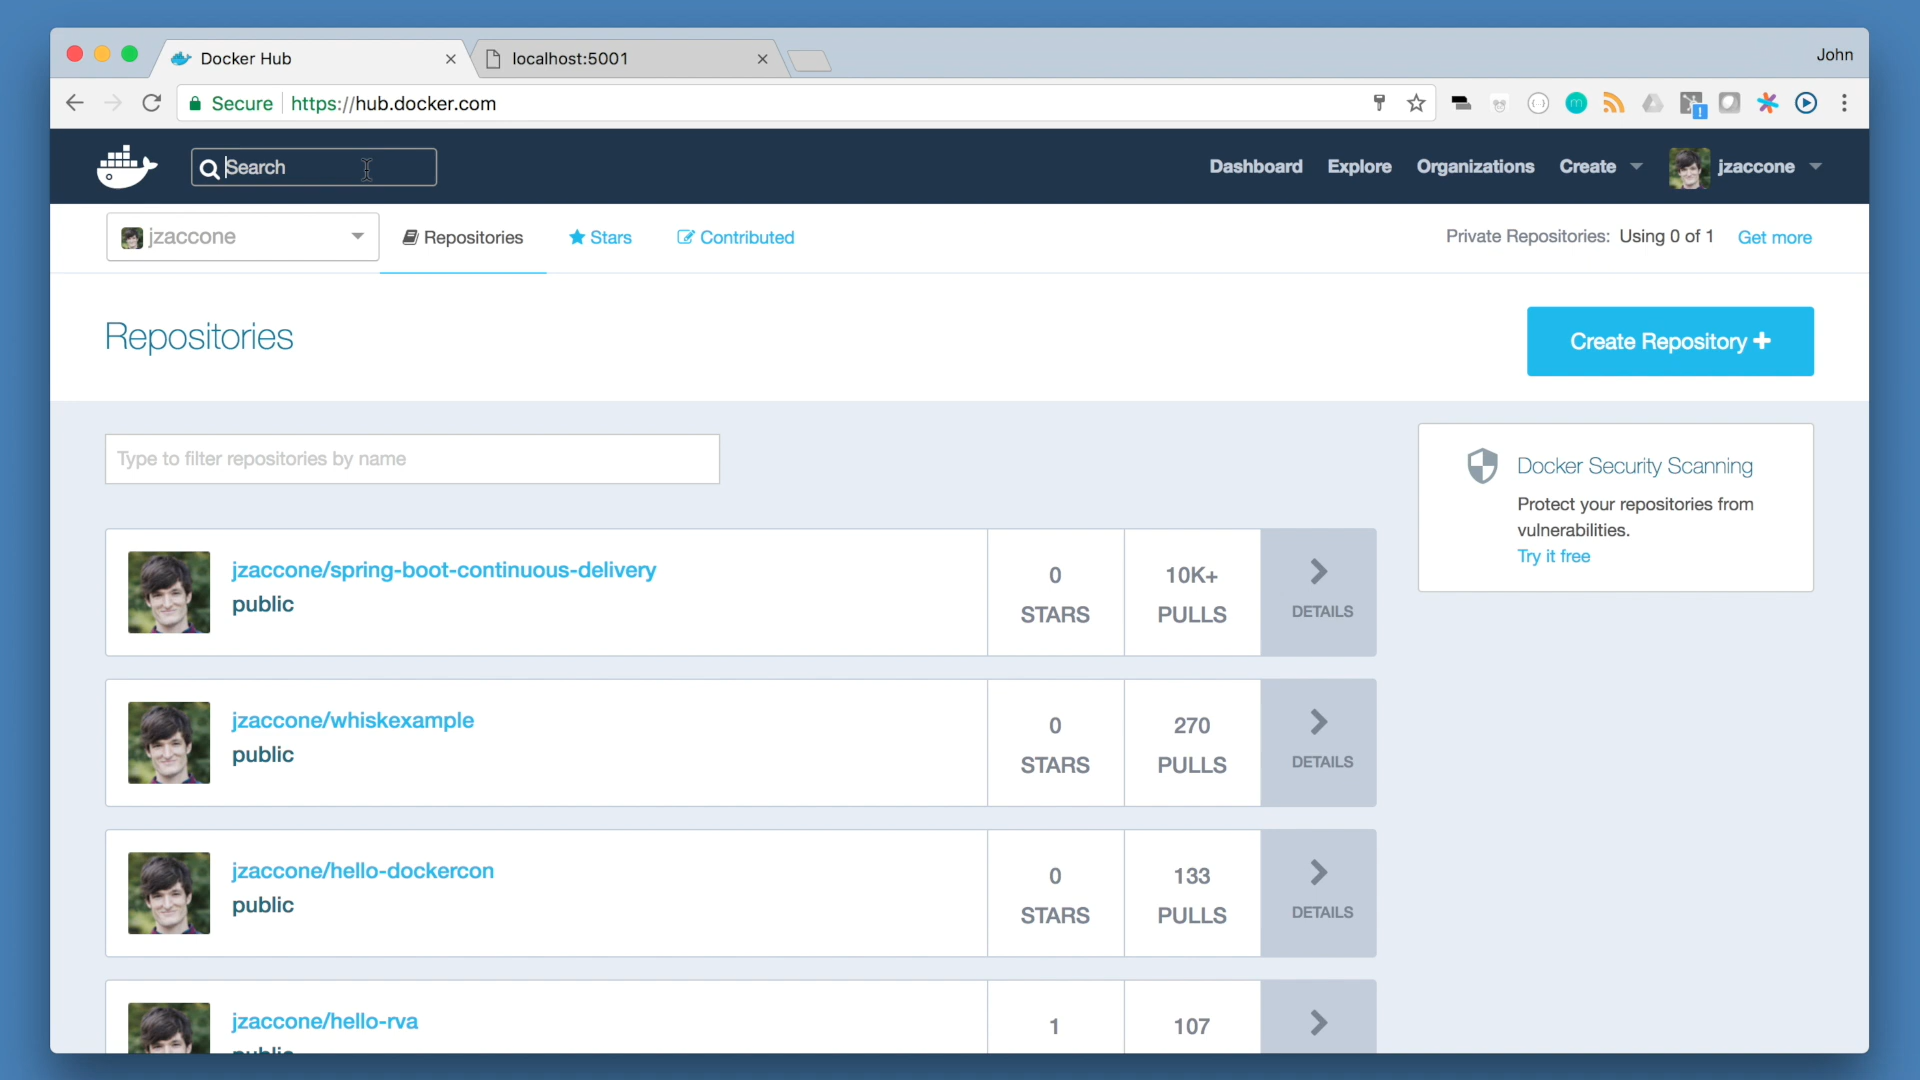 Docker Hub
localhost:5001
John
Secure https://hub.docker.com
Search
Dashboard Explore Organizations Create jzaccone
jzaccone Repositories Stars Contributed Private Repositories: Using 0 of 1 Get more
Repositories
Create Repository
Type to filter repositories by name
Docker Security Scanning
Protect your repositories from
vulnerabilities.
Try it free
jzaccone/spring-boot-continuous-delivery
public
0
STARS
10K+
PULLS
DETAILS
jzaccone/whiskexample
public
0
STARS
270
PULLS
DETAILS
jzaccone/hello-dockercon
public
0
STARS
133
PULLS
DETAILS
jzaccone/hello-rva
public
1
107